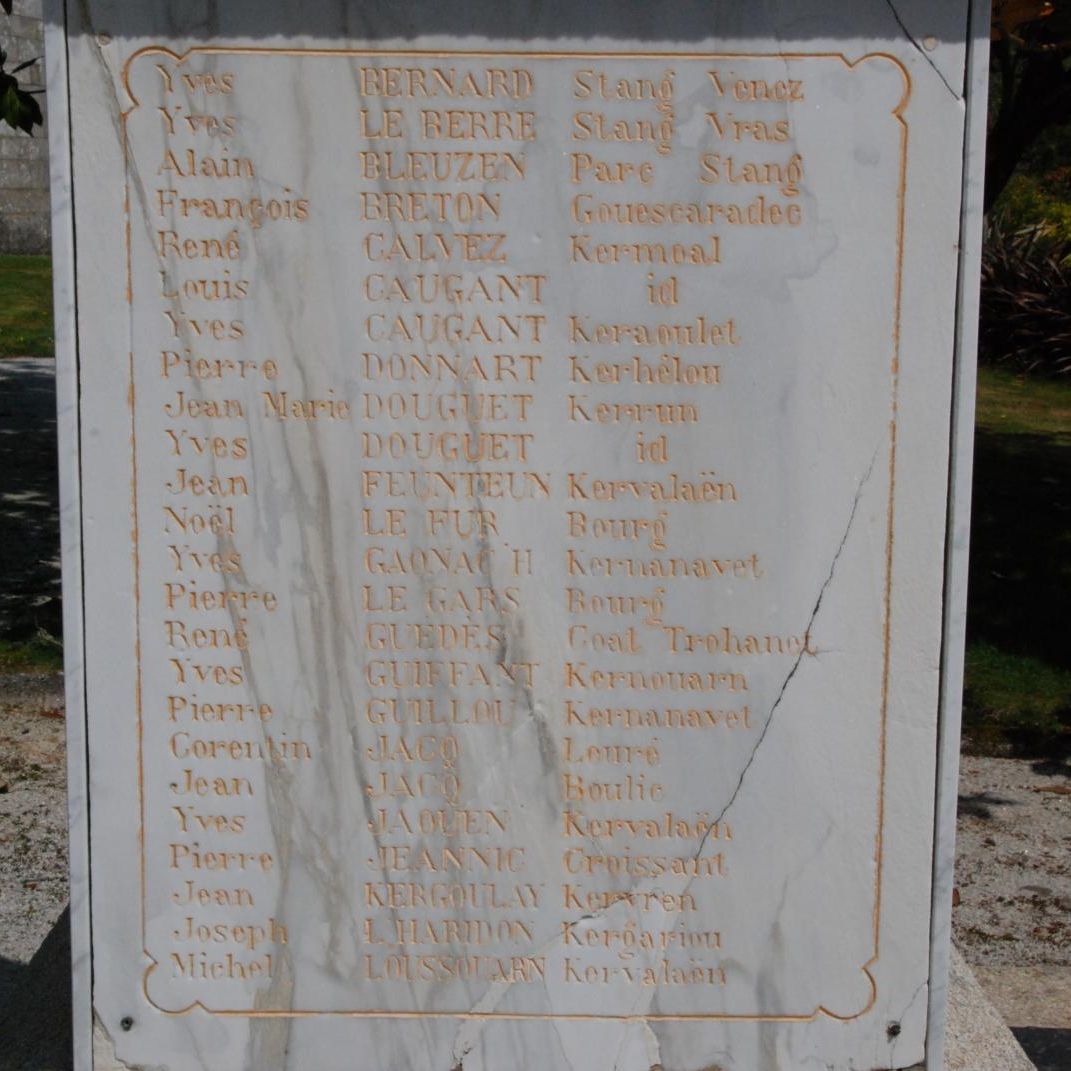 Yves BERNARD Stang Venez
Yves LE BERRE Stang Vras
Alain BLEUZEN Parc Stang
François BRETON Gouescaradec
René CALVEZ Kermoal
Louis CAUGANT id
Yves CAUGANT Keraoulet
Pierre DONNART Kerhélou
Jean Marie DOUGUET Kerrun
Yves DOUGUET id
Jean FEUNTEUN Kervalaën
Noël LE FUR Bourg
Yves GAONAC'H Kernanavet
Pierre LE GARS Bourg
René GUÉDÈS Coat Trohanet
Yves GUIFFANT Kernouarn
Pierre GUILLOU Kernanavet
Corentin JACQ Louré
Jean JACQ Boulic
Yves JAOUEN Kervalaën
Pierre JEANNIC Croissant
Jean KERGOULAY Kervren
Joseph L'HARIDON Kergariou
Michel LOUSSOUARN Kervalaën